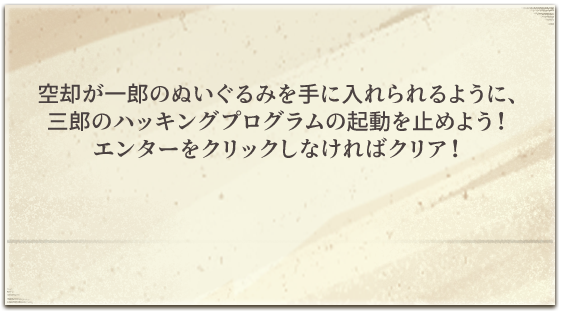 空却が一郎のぬいぐるみを手に入れられるように、
三郎のハッキングプログラムの起動を止めよう！
エンターをクリックしなければクリア！